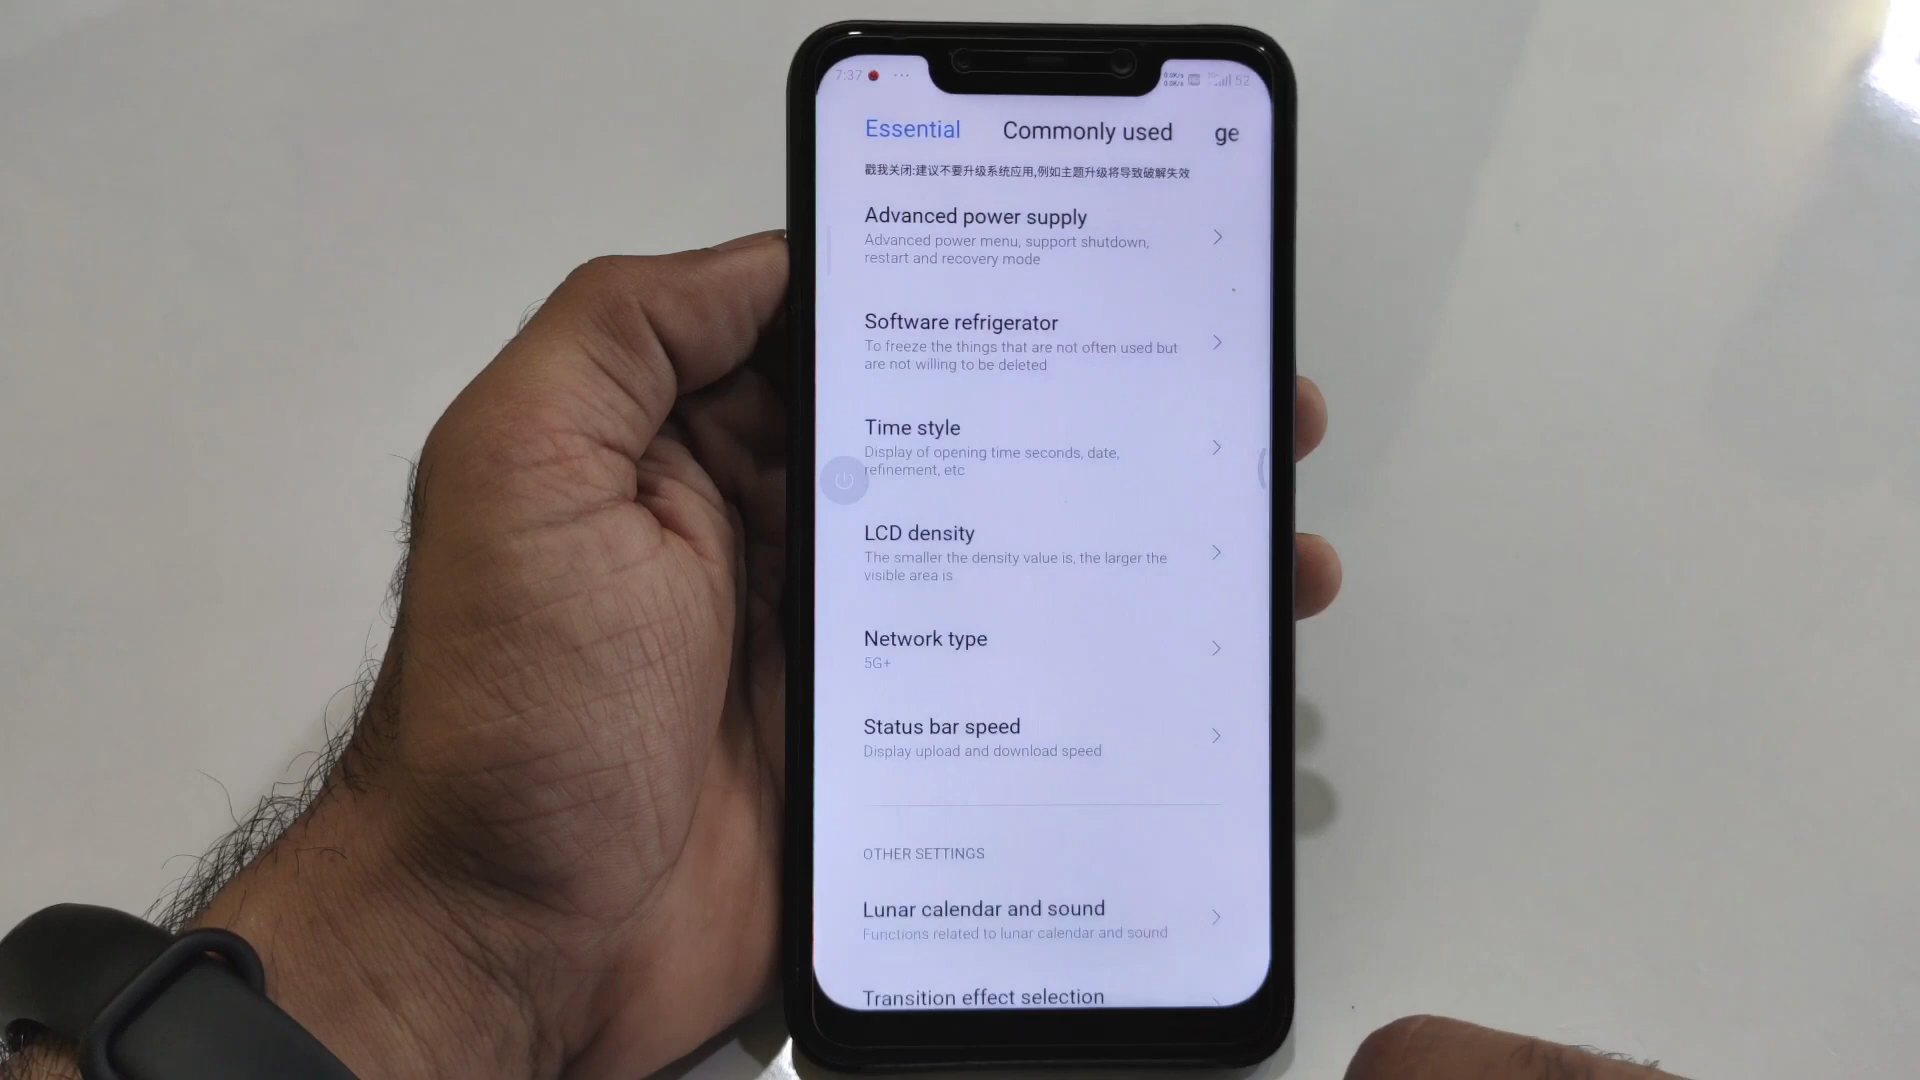 7:37 ... 0.0K/s 52
0.0K/s
Essential Commonly used ge
戳我关闭:建议不要升级系统应用,例如主题升级将导致破解失效
Advanced power supply
Advanced power menu, support shutdown,
restart and recovery mode
Software refrigerator
To freeze the things that are not often used but
are not willing to be deleted
Time style
Display of opening time seconds, date,
refinement, etc
LCD density
The smaller the density value is, the larger the
visible area is
Network type
5G+
Status bar speed
Display upload and download speed
OTHER SETTINGS
Lunar calendar and sound
Functions related to lunar calendar and sound
Transition effect selection